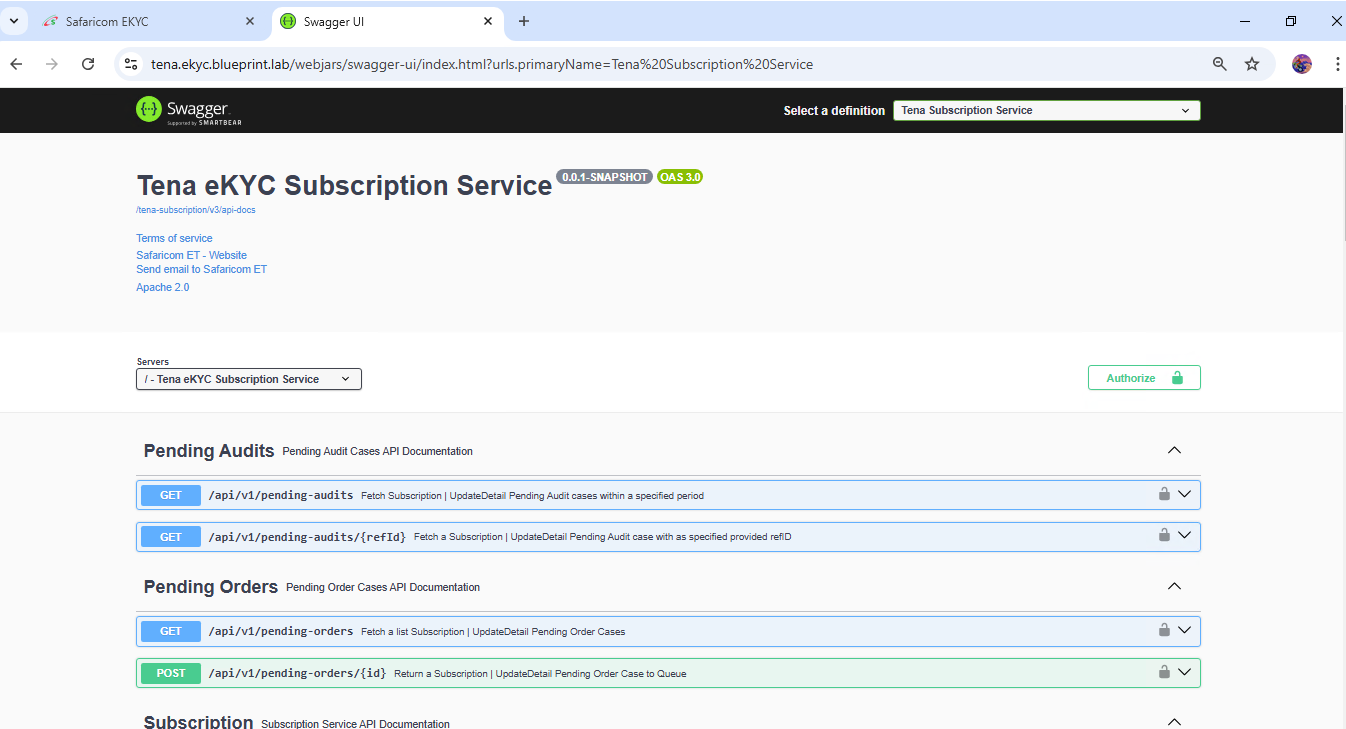 Safaricom EKYC
Swagger UI
tena.ekyc.blueprint.lab/webjars/swagger-ui/index.html?urls.primaryName=Tena%20Subscription%20Service
Swagger
Supported by SMARTBEAR
Select a definition
Tena Subscription Service
Tena eKYC Subscription Service 0.0.1-SNAPSHOT OAS 3.0
/tena-subscription/v3/api-docs
Terms of service
Safaricom ET - Website
Send email to Safaricom ET
Apache 2.0
Servers
/ - Tena eKYC Subscription Service
Authorize
Pending Audits Pending Audit Cases API Documentation
GET /api/v1/pending-audits Fetch Subscription | UpdateDetail Pending Audit cases within a specified period
GET /api/v1/pending-audits/{refId} Fetch a Subscription | UpdateDetail Pending Audit case with as specified provided refID
Pending Orders Pending Order Cases API Documentation
GET /api/v1/pending-orders Fetch a list Subscription | UpdateDetail Pending Order Cases
POST /api/v1/pending-orders/{id} Return a Subscription | UpdateDetail Pending Order Case to Queue
Subscription Subscription Service API Documentation